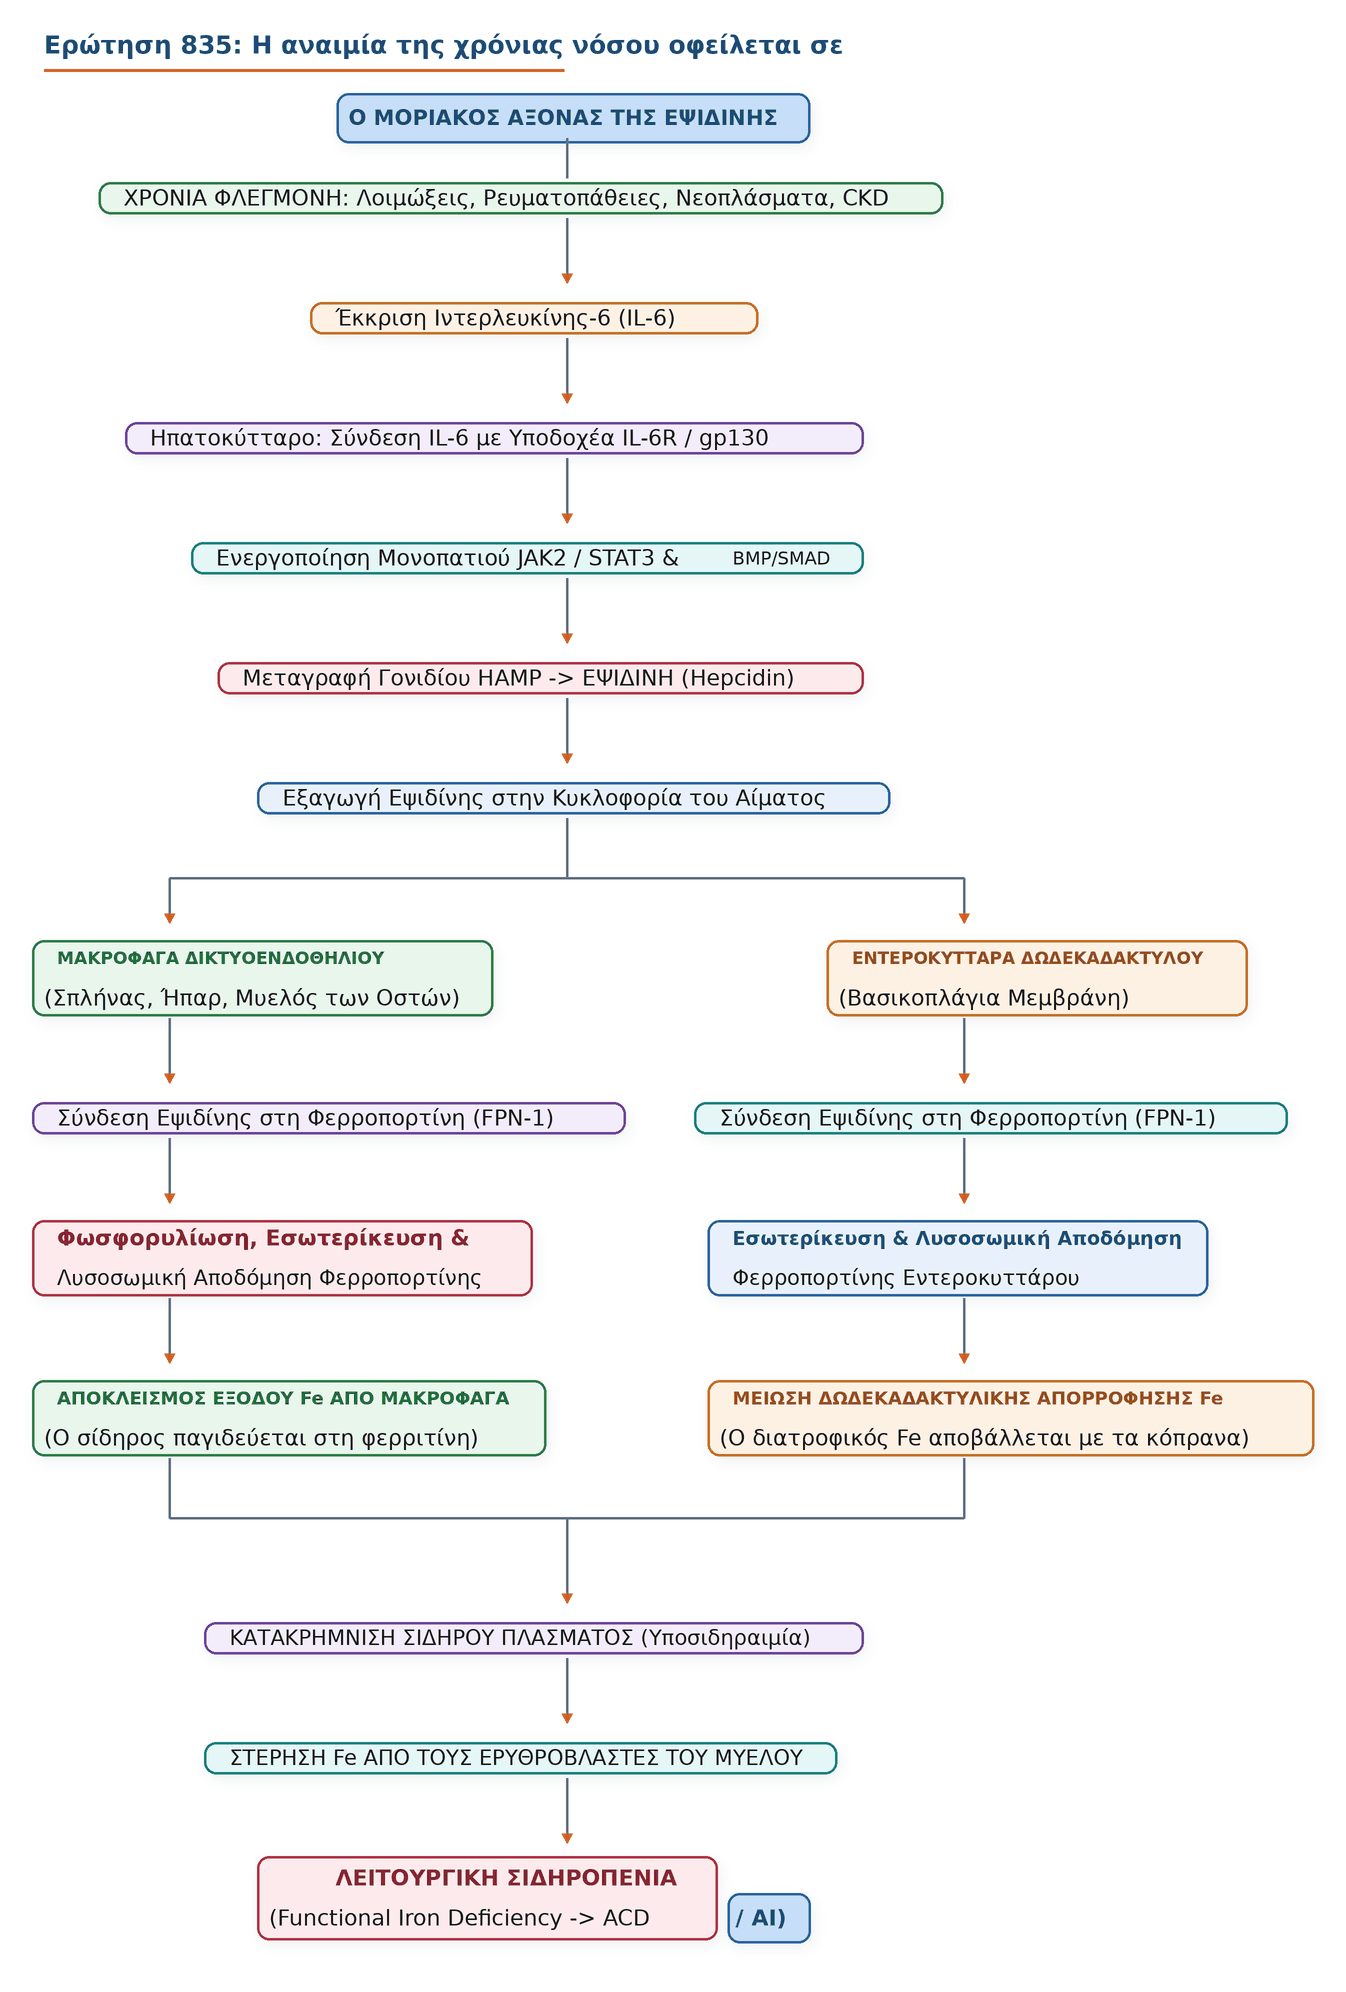 Ερώτηση 835: Η αναιμία της χρόνιας νόσου οφείλεται σε
Ο ΜΟΡΙΑΚΟΣ ΑΞΟΝΑΣ ΤΗΣ ΕΨΙΔΙΝΗΣ
ΧΡΟΝΙΑ ΦΛΕΓΜΟΝΗ: Λοιμώξεις, Ρευματοπάθειες, Νεοπλάσματα, CKD
Έκκριση Ιντερλευκίνης-6 (IL-6)
Ηπατοκύτταρο: Σύνδεση IL-6 με Υποδοχέα IL-6R / gp130
Ενεργοποίηση Μονοπατιού JAK2 / STAT3 & BMP/SMAD
Μεταγραφή Γονιδίου HAMP -> ΕΨΙΔΙΝΗ (Hepcidin)
Εξαγωγή Εψιδίνης στην Κυκλοφορία του Αίματος
ΜΑΚΡΟΦΑΓΑ ΔΙΚΤΥΟΕΝΔΟΘΗΛΙΟΥ
(Σπλήνας, Ήπαρ, Μυελός των Οστών)
ΕΝΤΕΡΟΚΥΤΤΑΡΑ ΔΩΔΕΚΑΔΑΚΤΥΛΟΥ
(Βασικοπλάγια Μεμβράνη)
Σύνδεση Εψιδίνης στη Φερροπορτίνη (FPN-1)
Σύνδεση Εψιδίνης στη Φερροπορτίνη (FPN-1)
Φωσφορυλίωση, Εσωτερίκευση &
Λυσοσωμική Αποδόμηση Φερροπορτίνης
Εσωτερίκευση & Λυσοσωμική Αποδόμηση
Φερροπορτίνης Εντεροκυττάρου
ΑΠΟΚΛΕΙΣΜΟΣ ΕΞΟΔΟΥ Fe ΑΠΟ ΜΑΚΡΟΦΑΓΑ
(Ο σίδηρος παγιδεύεται στη φερριτίνη)
ΜΕΙΩΣΗ ΔΩΔΕΚΑΔΑΚΤΥΛΙΚΗΣ ΑΠΟΡΡΟΦΗΣΗΣ Fe
(Ο διατροφικός Fe αποβάλλεται με τα κόπρανα)
ΚΑΤΑΚΡΗΜΝΙΣΗ ΣΙΔΗΡΟΥ ΠΛΑΣΜΑΤΟΣ (Υποσιδηραιμία)
ΣΤΕΡΗΣΗ Fe ΑΠΟ ΤΟΥΣ ΕΡΥΘΡΟΒΛΑΣΤΕΣ ΤΟΥ ΜΥΕΛΟΥ
ΛΕΙΤΟΥΡΓΙΚΗ ΣΙΔΗΡΟΠΕΝΙΑ
(Functional Iron Deficiency -> ACD / AI)